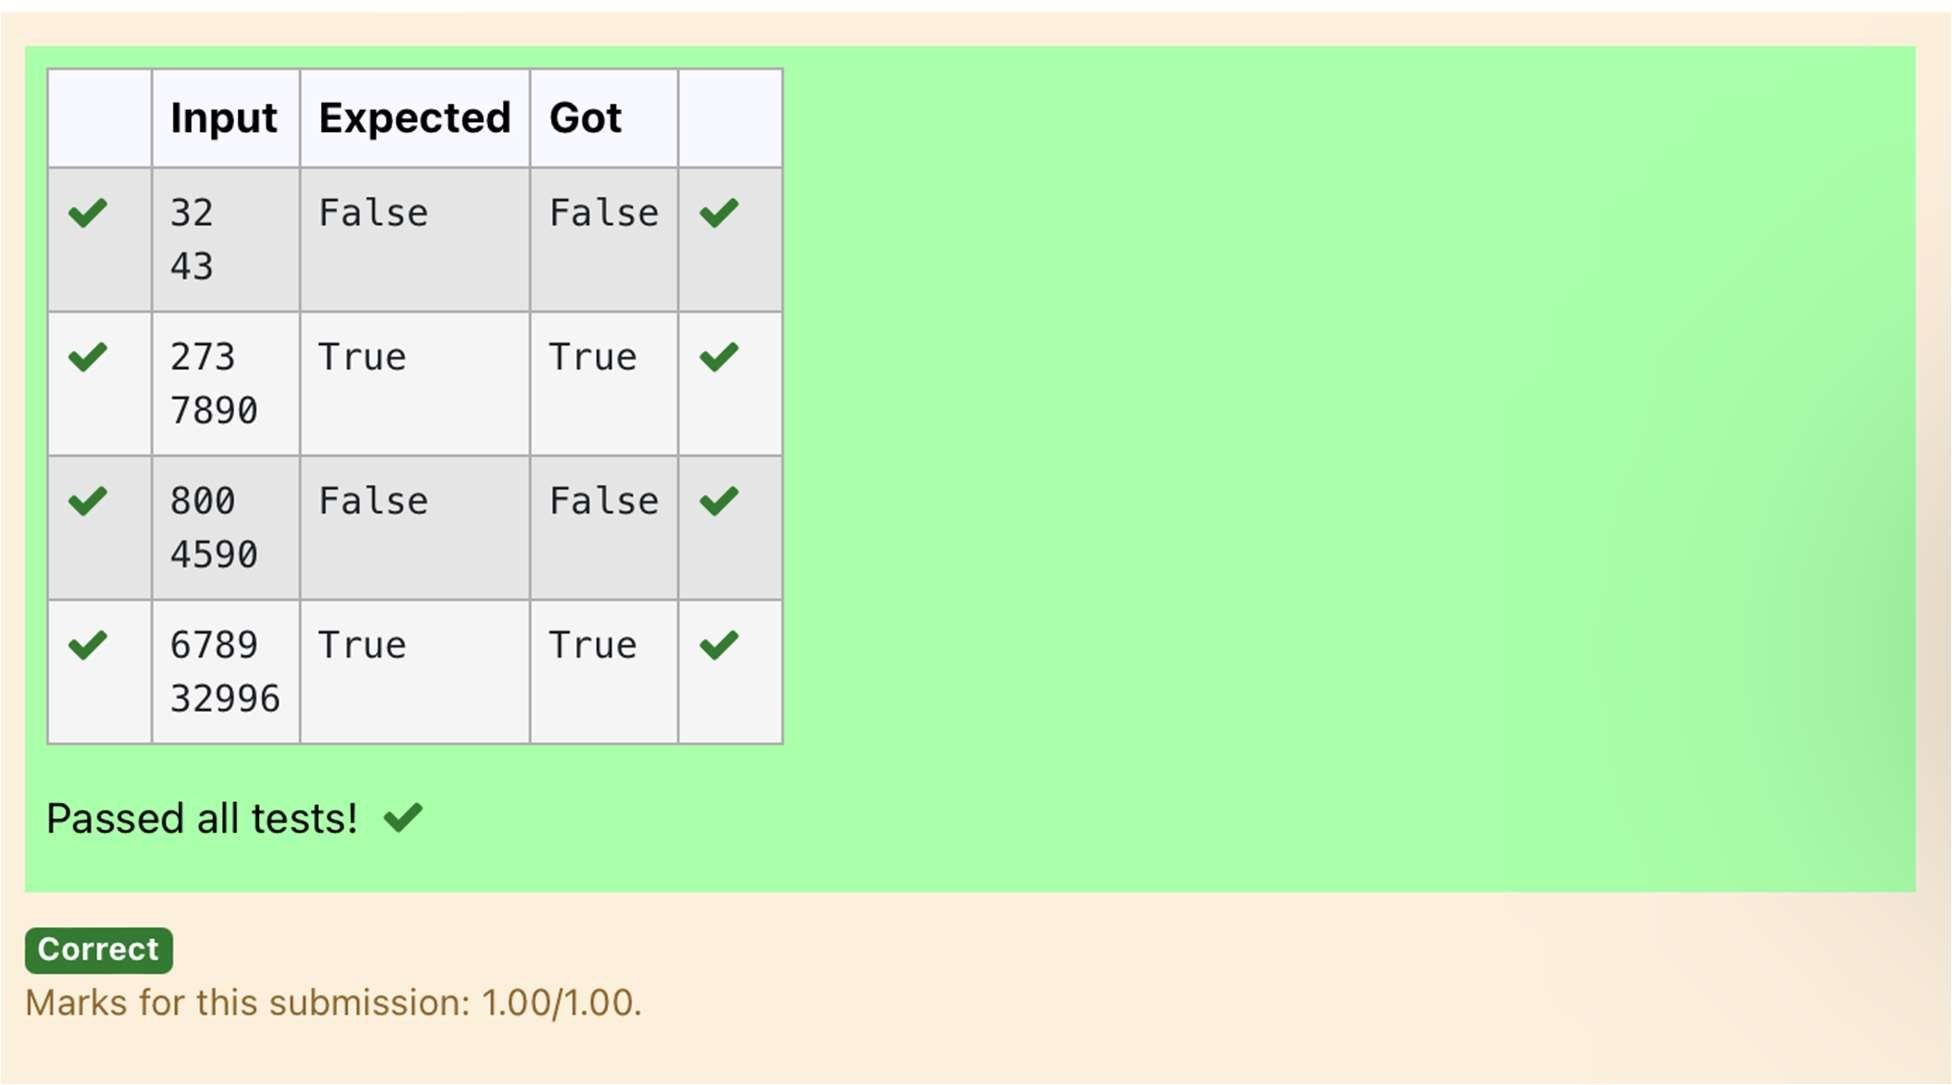 Input Expected Got
32 False False
43
273 True True
7890
800 False False
4590
6789 True True
32996
Passed all tests!
Correct
Marks for this submission: 1.00/1.00.